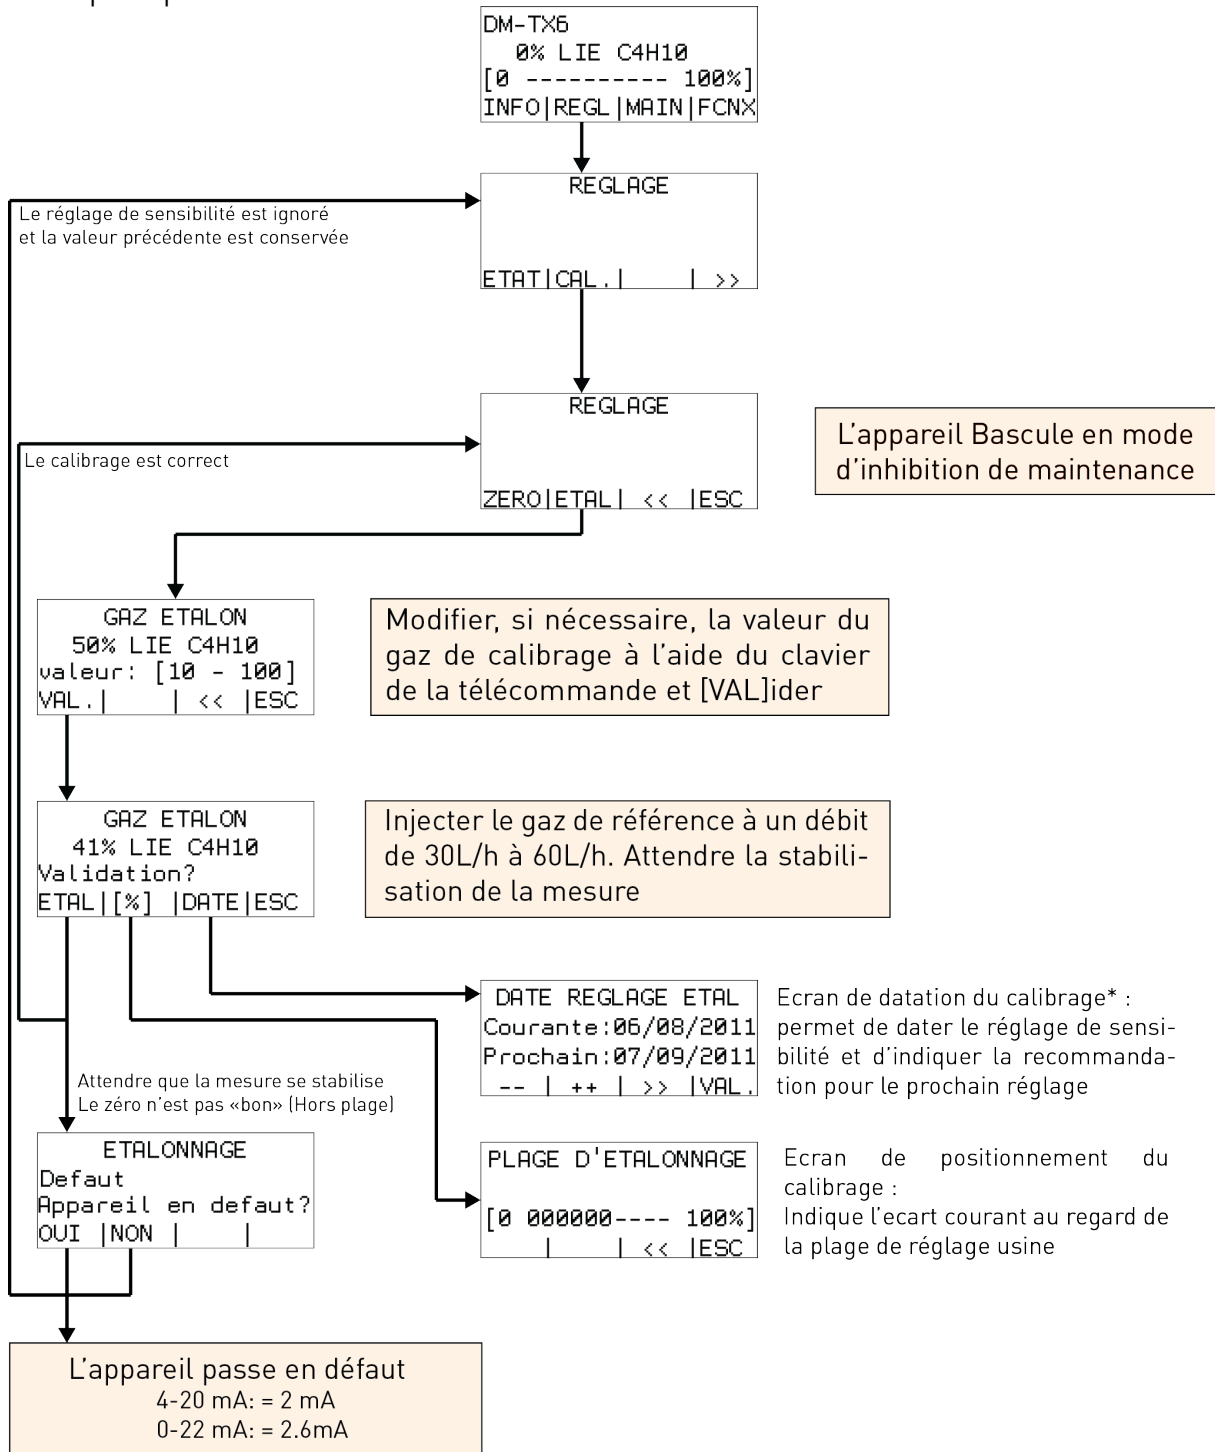 DM-TX6
0% LIE C4H10
[0 ---------- 100%]
INFO|REGL|MAIN|FCNX
REGLAGE
ETAT|CAL.| | >>
Le réglage de sensibilité est ignoré
et la valeur précédente est conservée
REGLAGE
ZERO|ETAL| << |ESC
L'appareil Bascule en mode
d'inhibition de maintenance
Le calibrage est correct
GAZ ETALON
50% LIE C4H10
valeur: [10 - 100]
VAL.| | << |ESC
Modifier, si nécessaire, la valeur du
gaz de calibrage à l'aide du clavier
de la télécommande et [VAL]ider
GAZ ETALON
41% LIE C4H10
Validation?
ETAL|[%] |DATE|ESC
Injecter le gaz de référence à un débit
de 30L/h à 60L/h. Attendre la stabili-
sation de la mesure
DATE REGLAGE ETAL
Courante:06/08/2011
Prochain:07/09/2011
-- | ++ | >> |VAL.
Ecran de datation du calibrage* :
permet de dater le réglage de sensi-
bilité et d'indiquer la recommanda-
tion pour le prochain réglage
Attendre que la mesure se stabilise
Le zéro n'est pas «bon» (Hors plage)
ETALONNAGE
Defaut
Appareil en defaut?
OUI |NON | |
PLAGE D'ETALONNAGE
[0 000000---- 100%]
| | << |ESC
Ecran de positionnement du
calibrage :
Indique l'ecart courant au regard de
la plage de réglage usine
L'appareil passe en défaut
4-20 mA: = 2 mA
0-22 mA: = 2.6mA